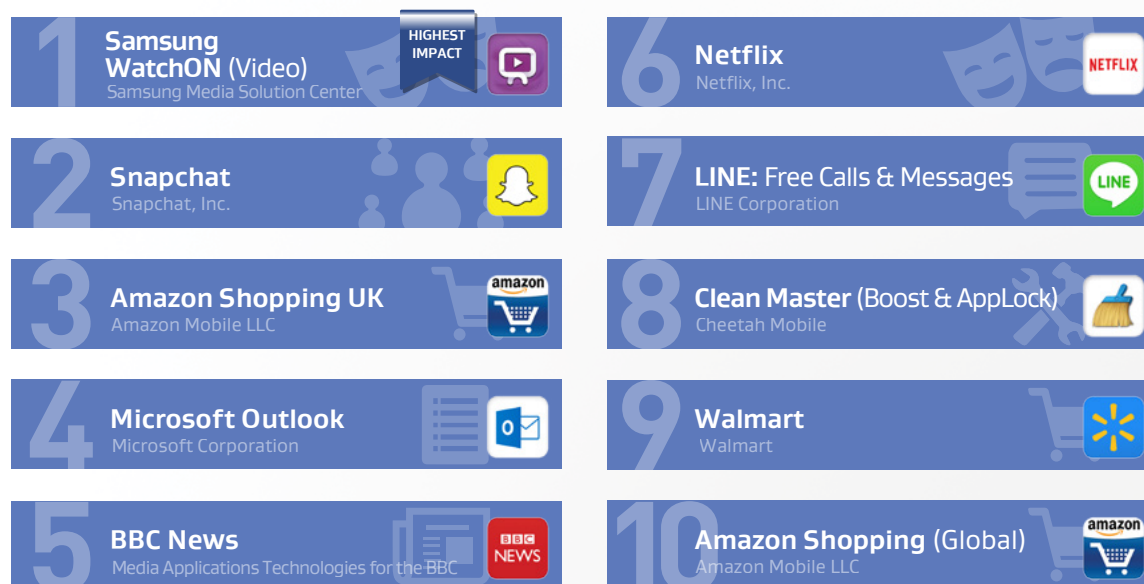 1
Samsung
WatchON (Video)
Samsung Media Solution Center
HIGHEST
IMPACT
2
Snapchat
Snapchat, Inc.
3
Amazon Shopping UK
Amazon Mobile LLC
amazon
4
Microsoft Outlook
Microsoft Corporation
o
5
BBC News
Media Applications Technologies for the BBC
BBC
NEWS
6
Netflix
Netflix, Inc.
NETFLIX
7
LINE: Free Calls & Messages
LINE Corporation
LINE
8
Clean Master (Boost & AppLock)
Cheetah Mobile
9
Walmart
Walmart
10
Amazon Shopping (Global)
Amazon Mobile LLC
amazon